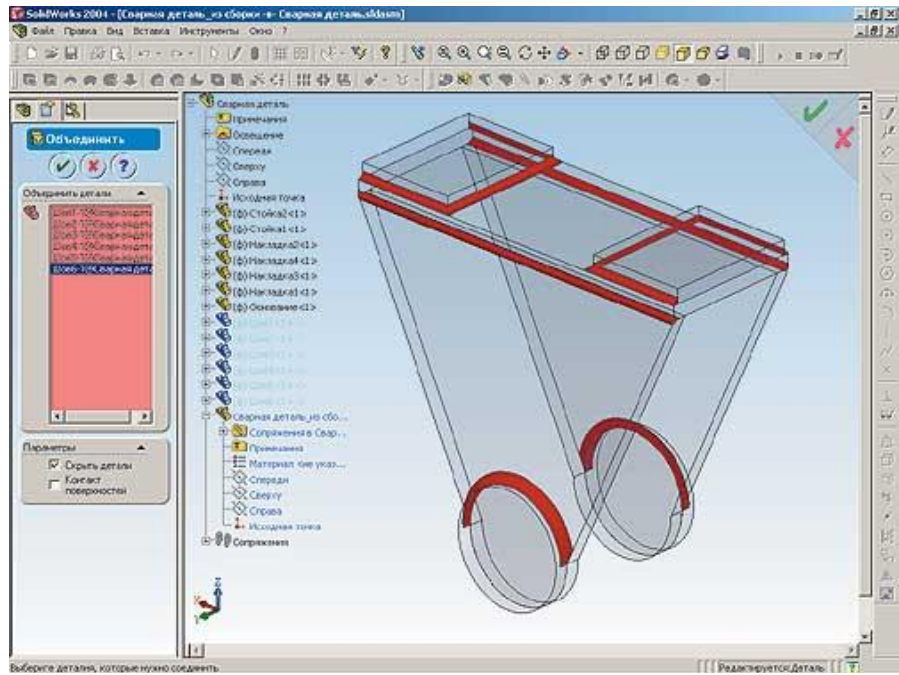 SolidWorks 2004 - [Сварная деталь_из сборки -в- Сварная деталь.sldasm]
Файл Правка Вид Вставка Инструменты Окно ?
Объединить
Объединить детали
Параметры
Скрыть детали
Контакт
поверхностей
Сварная деталь
Примечания
Освещение
Спереди
Сверху
Справа
Исходная точка
(ф) Стойка2<1>
(ф) Стойка1<1>
(ф) Накладка2<1>
(ф) Накладка4<1>
(ф) Накладка3<1>
(ф) Накладка1<1>
(ф) Основание<1>
Сварная деталь_из сбо...
Сопряжения в Свар...
Примечания
Материал <не указ...
Спереди
Сверху
Справа
Исходная точка
Сопряжения
Выберите детали, которые нужно соединить
Редактируется:Деталь